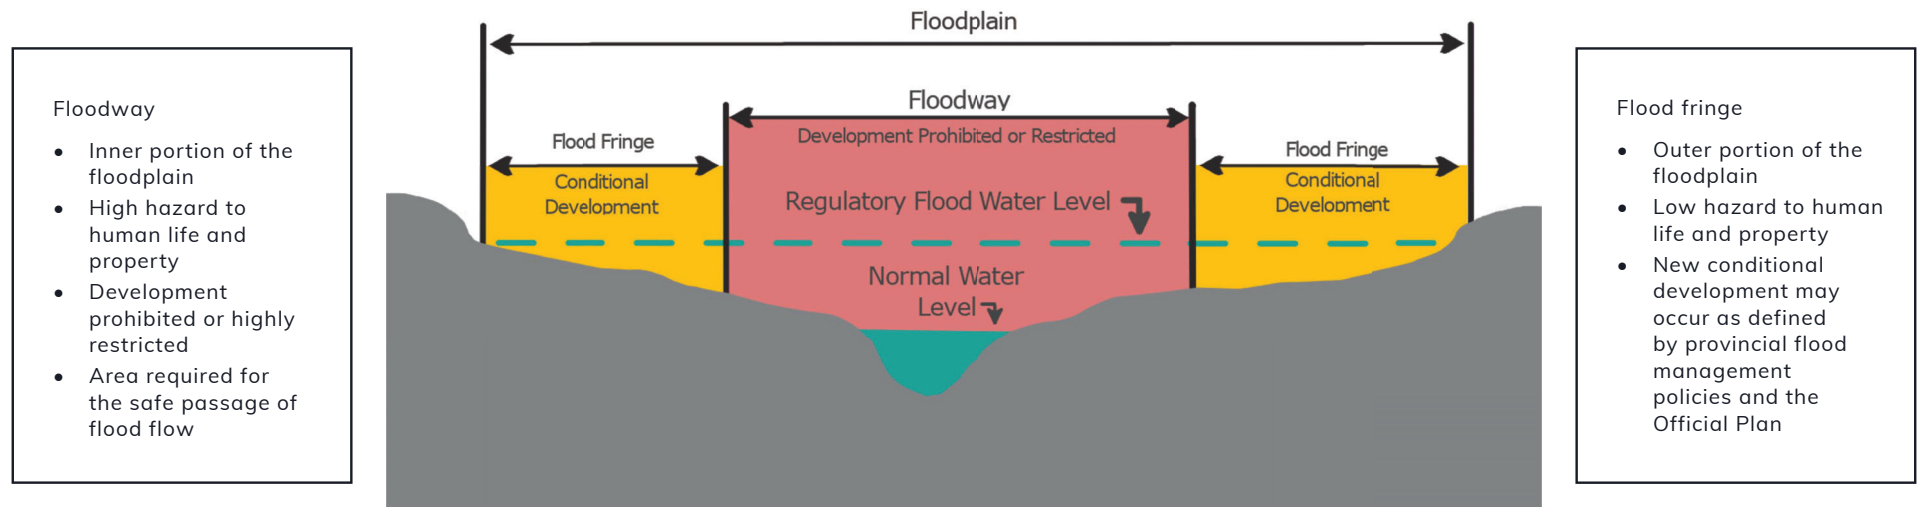 Floodway
• Inner portion of the
floodplain
• High hazard to
human life and
property
• Development
prohibited or highly
restricted
• Area required for
the safe passage of
flood flow
Floodplain
Floodway
Development Prohibited or Restricted
Flood Fringe
Conditional
Development
Flood Fringe
Conditional
Development
Regulatory Flood Water Level
Normal Water
Level
Flood fringe
• Outer portion of the
floodplain
• Low hazard to human
life and property
• New conditional
development may
occur as defined
by provincial flood
management
policies and the
Official Plan